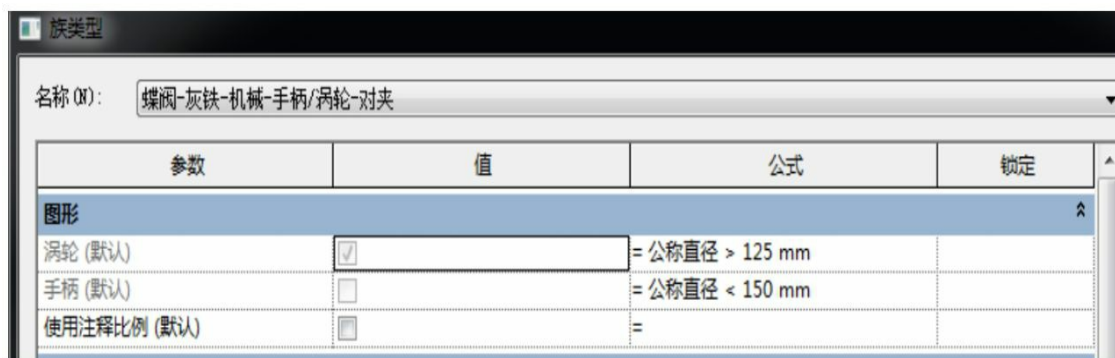 族类型
名称(N): 蝶阀-灰铁-机械-手柄/涡轮-对夹
参数 值 公式 锁定
图形
涡轮 (默认) = 公称直径 > 125 mm
手柄 (默认) = 公称直径 < 150 mm
使用注释比例 (默认) =